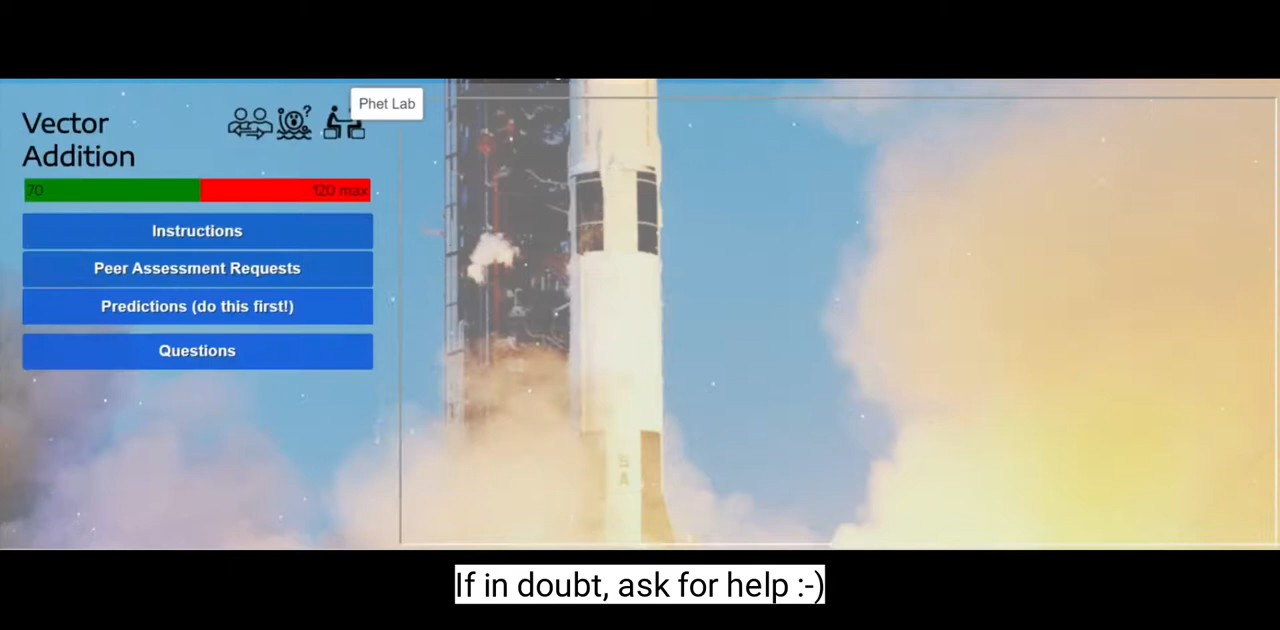 Phet Lab
Vector
Addition
70 120 max
Instructions
Peer Assessment Requests
Predictions (do this first!)
Questions
S
A
If in doubt, ask for help :-)